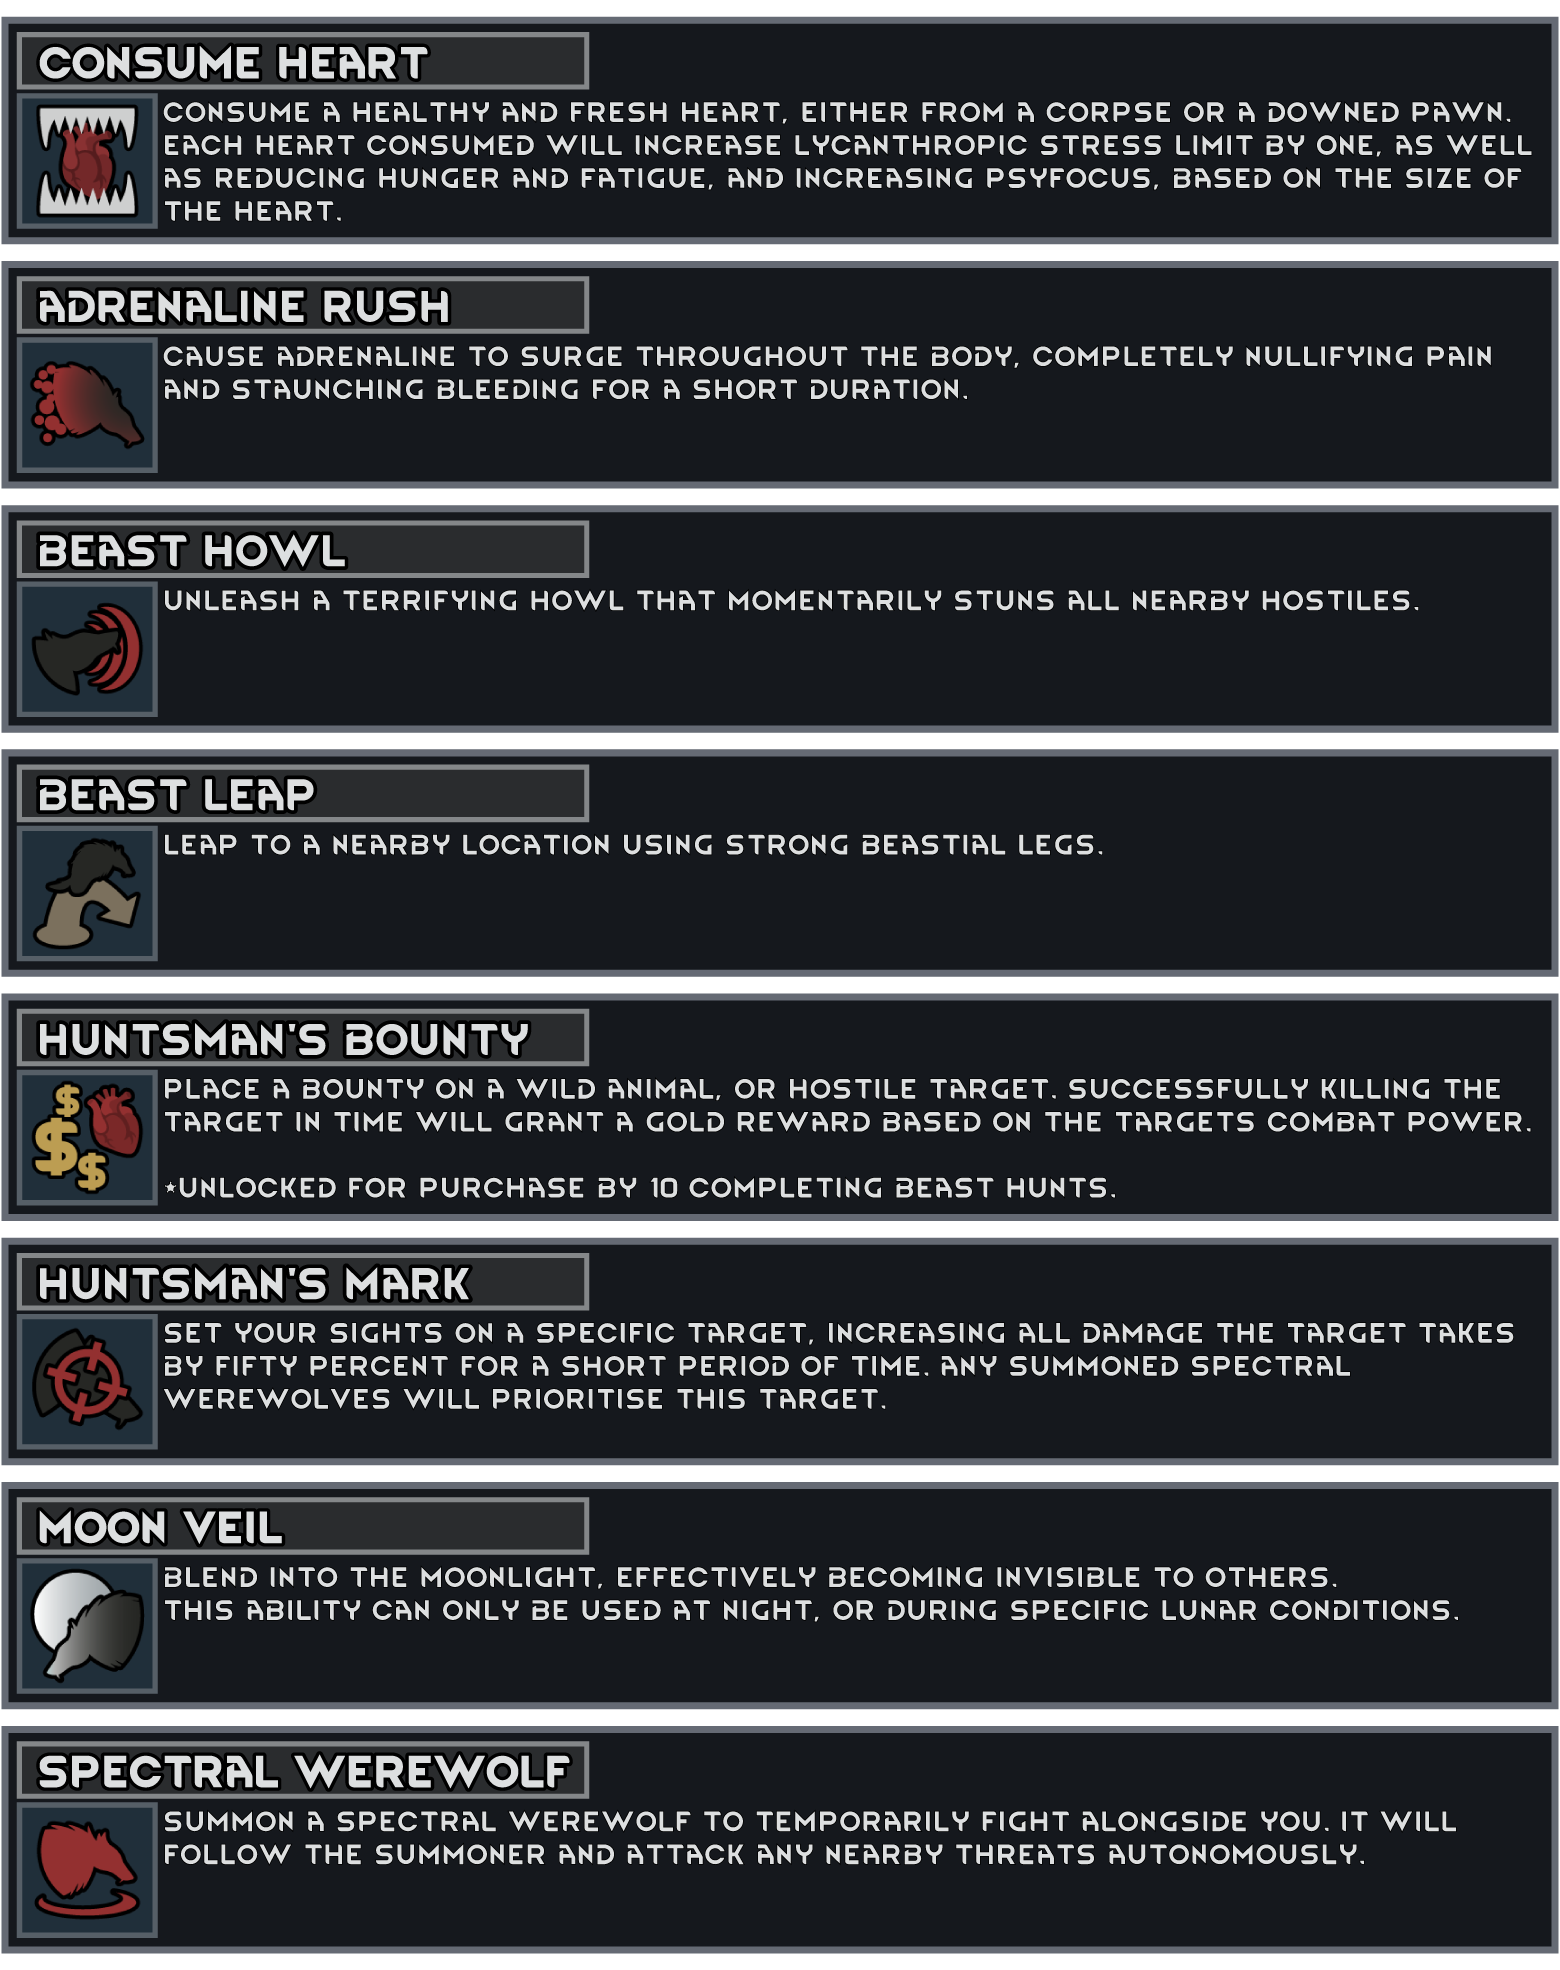 CONSUME HEART
CONSUME A HEALTHY AND FRESH HEART, EITHER FROM A CORPSE OR A DOWNED PAWN.
EACH HEART CONSUMED WILL INCREASE LYCANTHROPIC STRESS LIMIT BY ONE, AS WELL
AS REDUCING HUNGER AND FATIGUE, AND INCREASING PSYFOCUS, BASED ON THE SIZE OF
THE HEART.
ADRENALINE RUSH
CAUSE ADRENALINE TO SURGE THROUGHOUT THE BODY, COMPLETELY NULLIFYING PAIN
AND STAUNCHING BLEEDING FOR A SHORT DURATION.
BEAST HOWL
UNLEASH A TERRIFYING HOWL THAT MOMENTARILY STUNS ALL NEARBY HOSTILES.
BEAST LEAP
LEAP TO A NEARBY LOCATION USING STRONG BEASTIAL LEGS.
HUNTSMAN'S BOUNTY
PLACE A BOUNTY ON A WILD ANIMAL, OR HOSTILE TARGET. SUCCESSFULLY KILLING THE
TARGET IN TIME WILL GRANT A GOLD REWARD BASED ON THE TARGETS COMBAT POWER.
*UNLOCKED FOR PURCHASE BY 10 COMPLETING BEAST HUNTS.
HUNTSMAN'S MARK
SET YOUR SIGHTS ON A SPECIFIC TARGET, INCREASING ALL DAMAGE THE TARGET TAKES
BY FIFTY PERCENT FOR A SHORT PERIOD OF TIME. ANY SUMMONED SPECTRAL
WEREWOLVES WILL PRIORITISE THIS TARGET.
MOON VEIL
BLEND INTO THE MOONLIGHT, EFFECTIVELY BECOMING INVISIBLE TO OTHERS.
THIS ABILITY CAN ONLY BE USED AT NIGHT, OR DURING SPECIFIC LUNAR CONDITIONS.
SPECTRAL WEREWOLF
SUMMON A SPECTRAL WEREWOLF TO TEMPORARILY FIGHT ALONGSIDE YOU. IT WILL
FOLLOW THE SUMMONER AND ATTACK ANY NEARBY THREATS AUTONOMOUSLY.